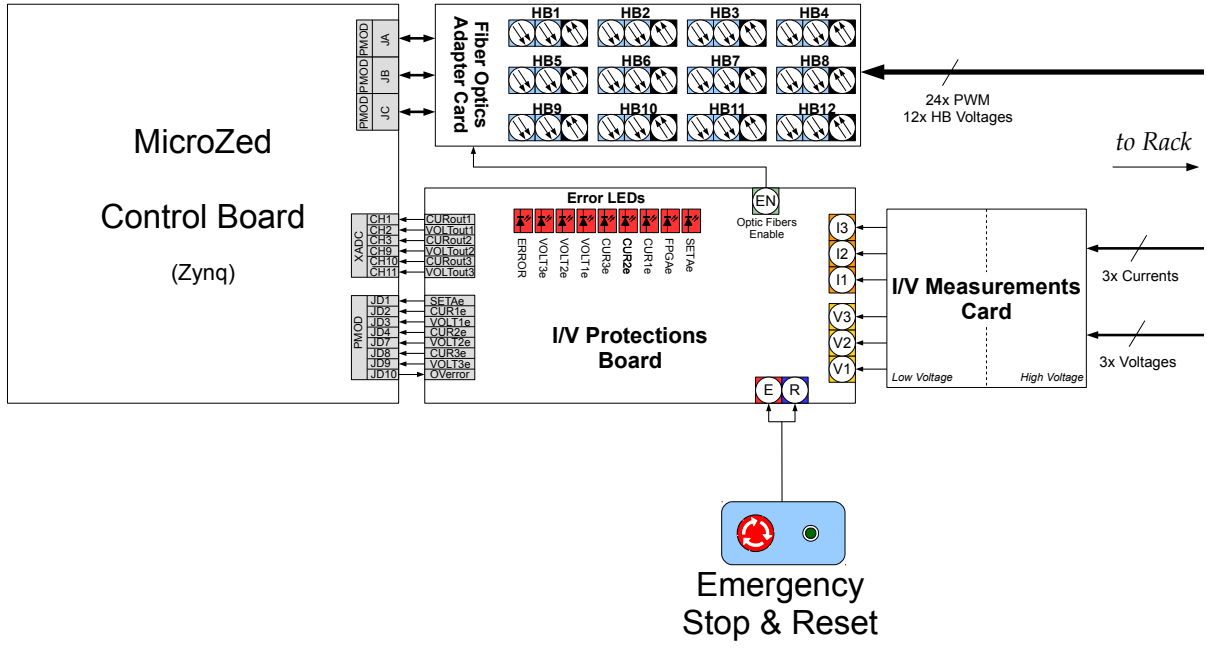 MicroZed
Control Board
(Zynq)
PMOD
JA
PMOD
JB
PMOD
JC
Fiber Optics
Adapter Card
HB1
HB2
HB3
HB4
HB5
HB6
HB7
HB8
HB9
HB10
HB11
HB12
24x PWM
12x HB Voltages
to Rack
XADC
CH1
CH2
CH3
CH9
CH10
CH11
CURout1
VOLTout1
CURout2
VOLTout2
CURout3
VOLTout3
PMOD
JD1
JD2
JD3
JD4
JD7
JD8
JD9
JD10
SETAe
CUR1e
VOLT1e
CUR2e
VOLT2e
CUR3e
VOLT3e
OVerror
Error LEDs
ERROR
VOLT3e
VOLT2e
VOLT1e
CUR3e
CUR2e
CUR1e
FPGAe
SETAe
EN
Optic Fibers
Enable
I/V Protections
Board
I3
I2
I1
V3
V2
V1
E
R
I/V Measurements
Card
Low Voltage
High Voltage
3x Currents
3x Voltages
Emergency
Stop & Reset